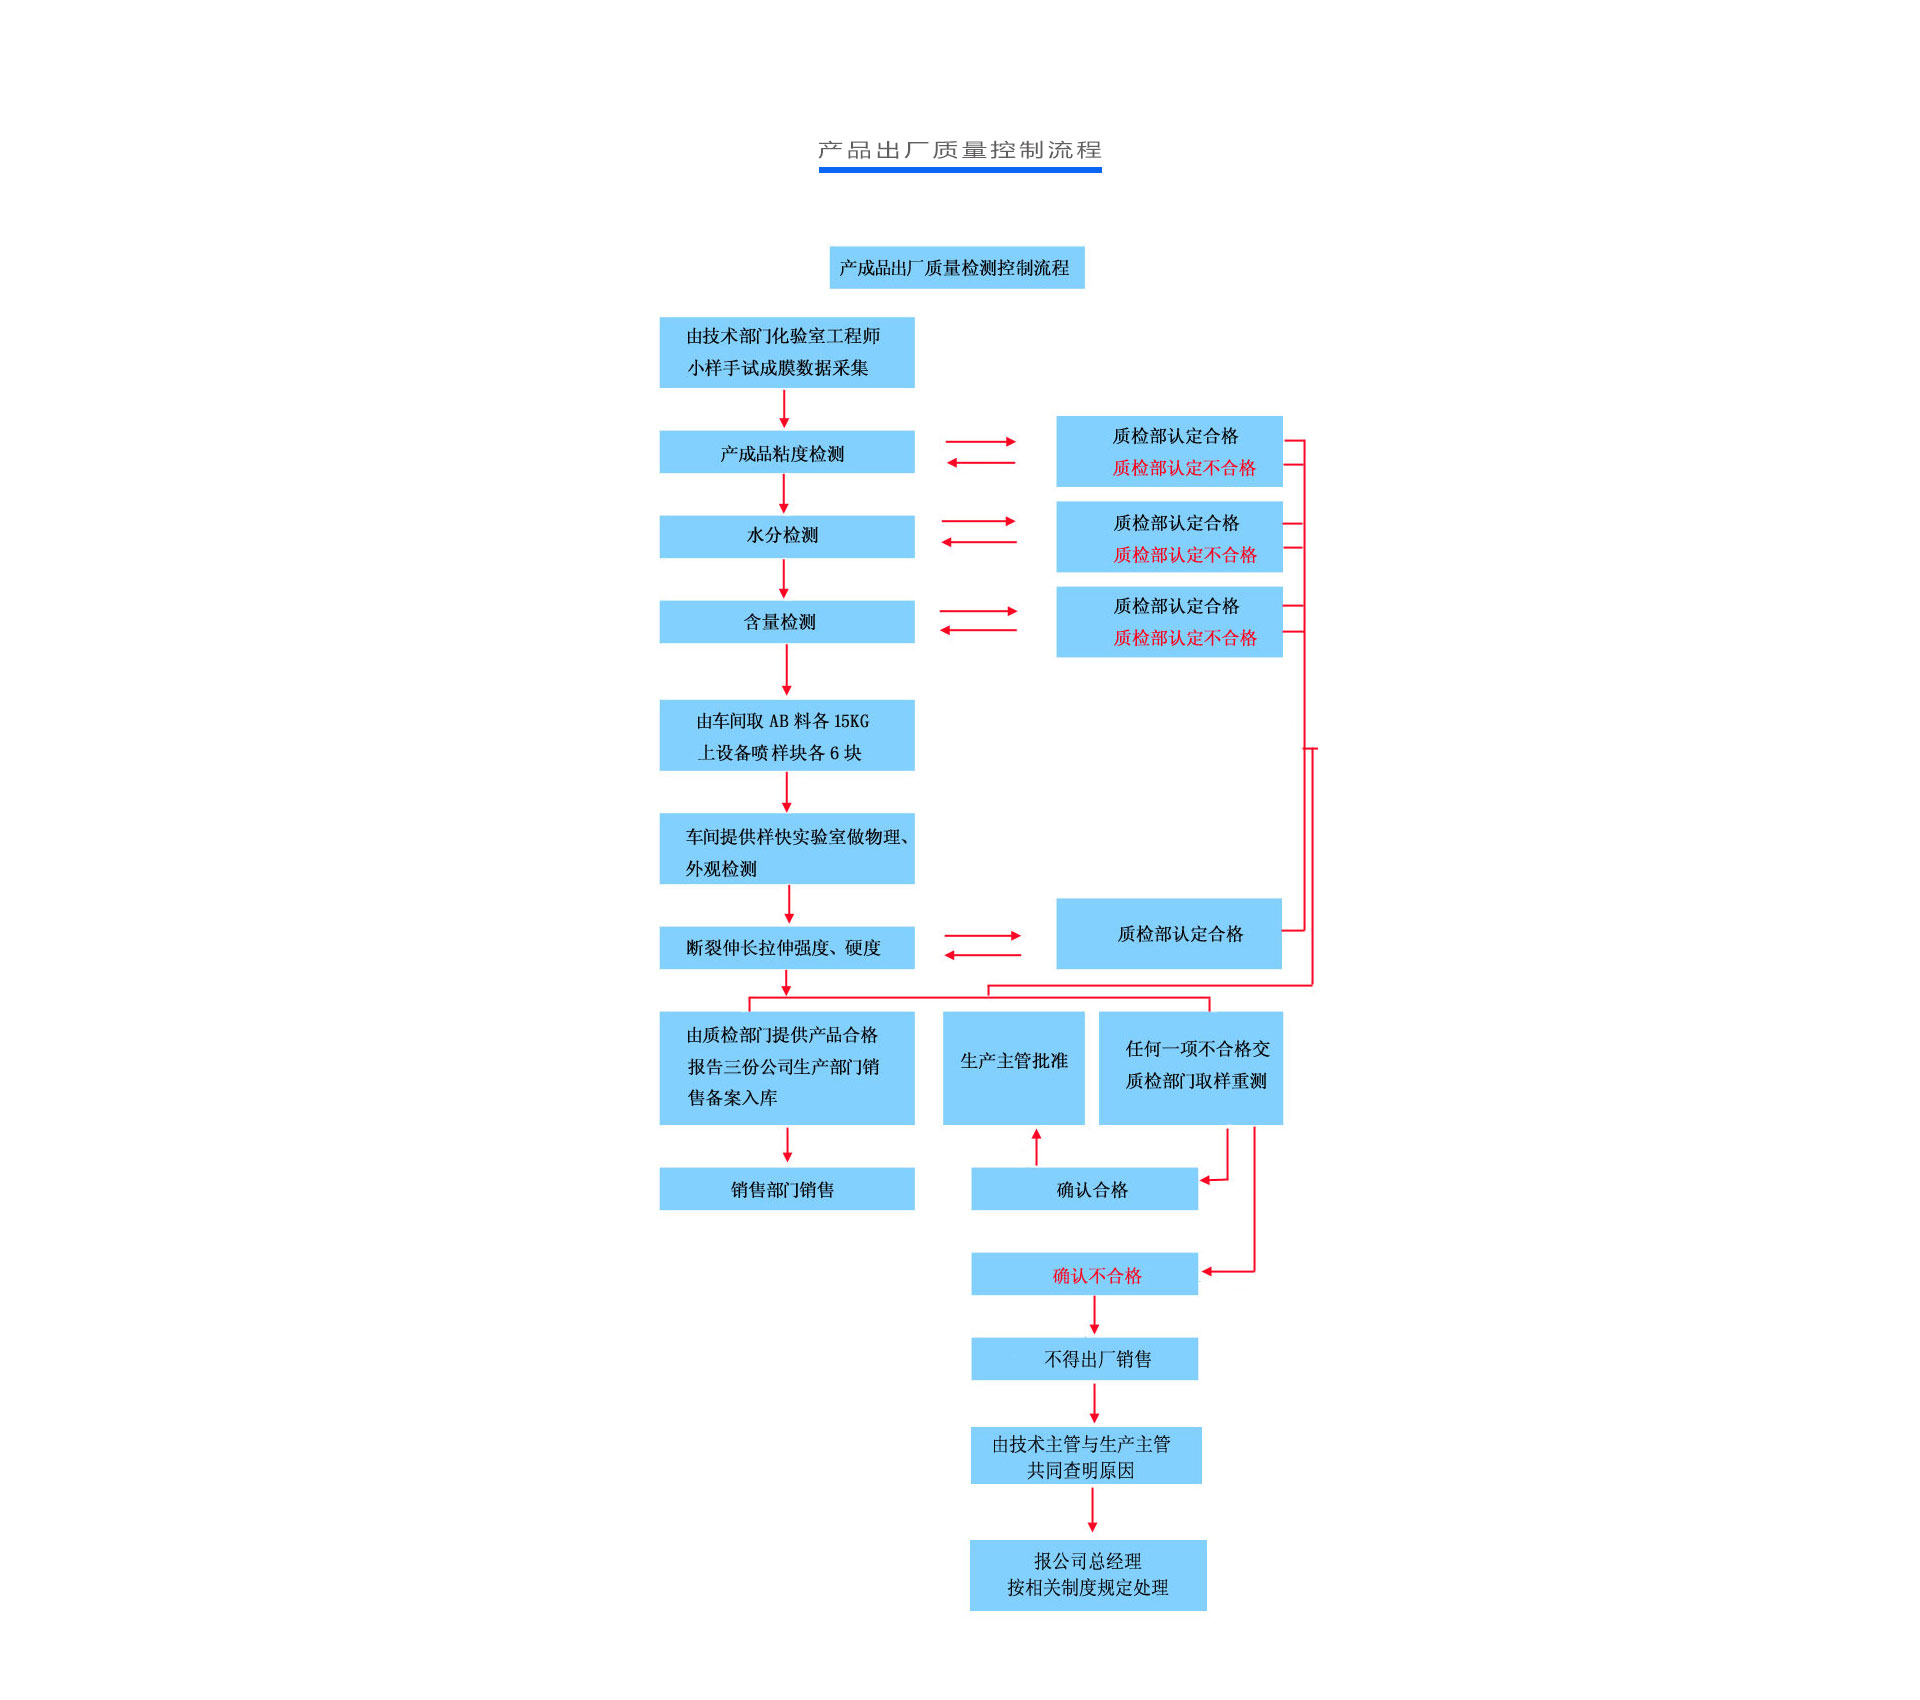 产品出厂质量控制流程
产成品出厂质量检测控制流程
由技术部门化验室工程师
小样手试成膜数据采集
产成品粘度检测
质检部认定合格
质检部认定不合格
水分检测
质检部认定合格
质检部认定不合格
含量检测
质检部认定合格
质检部认定不合格
由车间取 AB 料各 15KG
上设备喷样块各 6 块
车间提供样快实验室做物理、
外观检测
断裂伸长拉伸强度、硬度
质检部认定合格
由质检部门提供产品合格
报告三份公司生产部门销
售备案入库
生产主管批准
任何一项不合格交
质检部门取样重测
销售部门销售
确认合格
确认不合格
不得出厂销售
由技术主管与生产主管
共同查明原因
报公司总经理
按相关制度规定处理